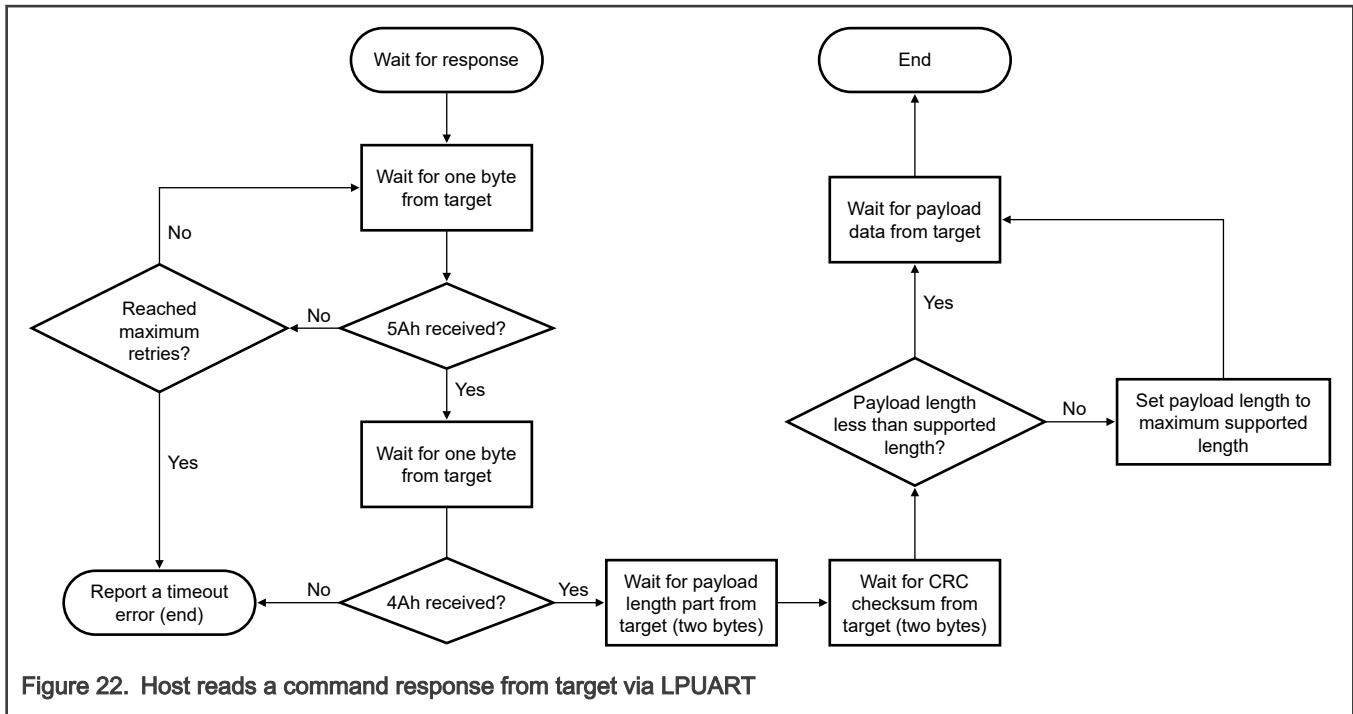 Wait for response
Wait for one byte
from target
No
Reached
maximum
retries?
No
5Ah received?
Yes
Yes
Wait for one byte
from target
Report a timeout
error (end)
No
4Ah received?
Yes
Wait for payload
length part from
target (two bytes)
Wait for CRC
checksum from
target (two bytes)
Payload length
less than supported
length?
No
Set payload length to
maximum supported
length
Yes
Wait for payload
data from target
End
Figure 22. Host reads a command response from target via LPUART